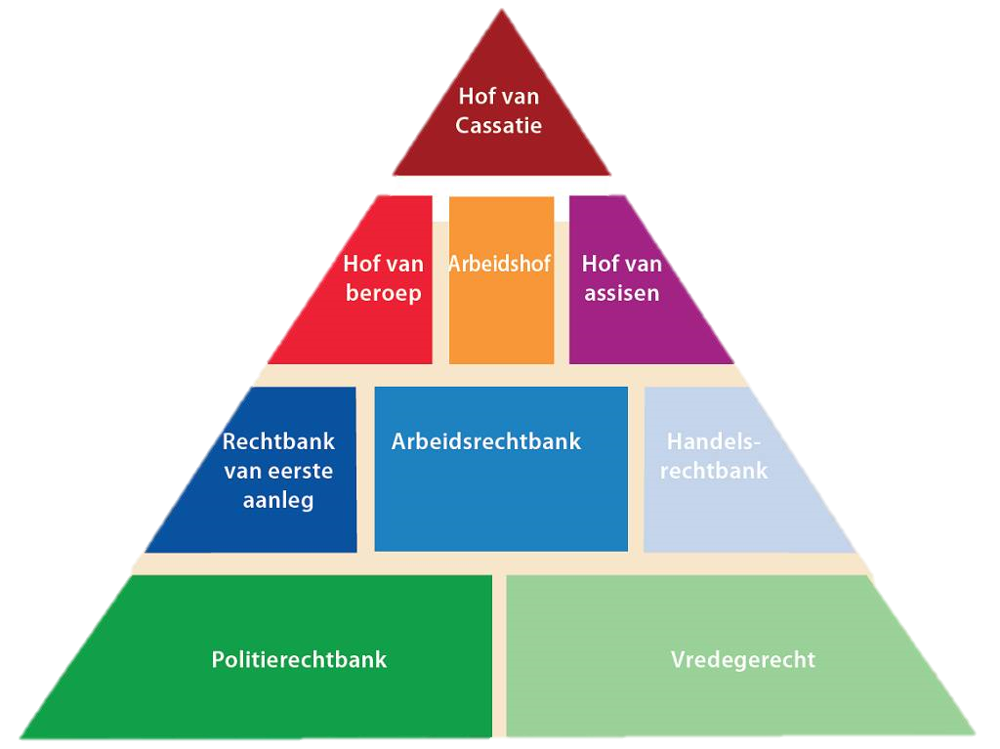 Hof van
Cassatie
Hof van
beroep
Arbeidshof
Hof van
assisen
Rechtbank
van eerste
aanleg
Arbeidsrechtbank
Handels-
rechtbank
Politierechtbank
Vredegerecht